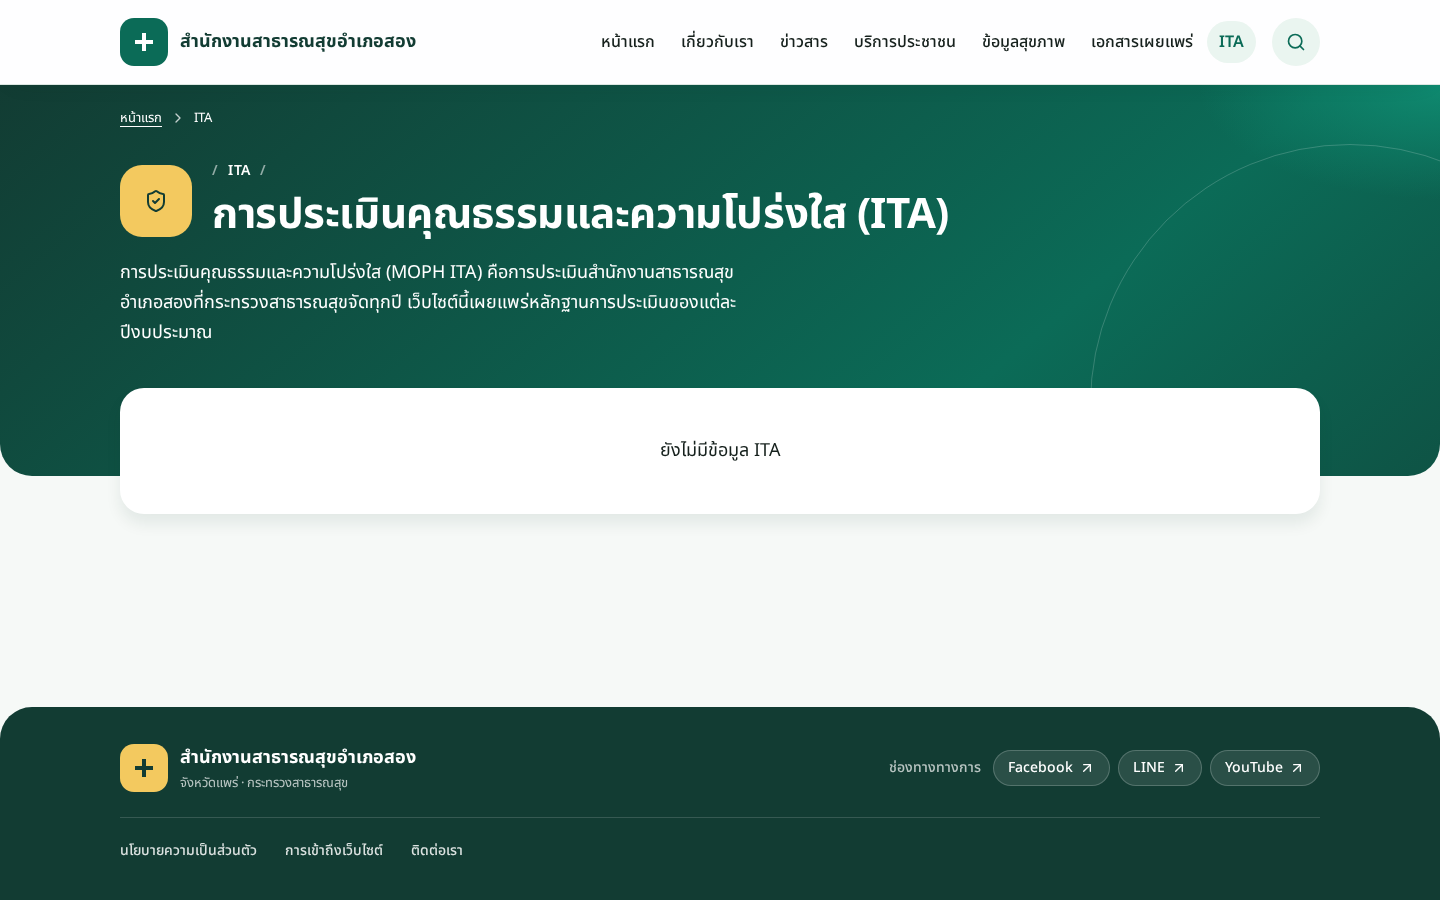 สำนักงานสาธารณสุขอำเภอสอง
หน้าแรก
เกี่ยวกับเรา
ข่าวสาร
บริการประชาชน
ข้อมูลสุขภาพ
เอกสารเผยแพร่
ITA
หน้าแรก
ITA
/ ITA /
การประเมินคุณธรรมและความโปร่งใส (ITA)
การประเมินคุณธรรมและความโปร่งใส (MOPH ITA) คือการประเมินสำนักงานสาธารณสุข
อำเภอสองที่กระทรวงสาธารณสุขจัดทุกปี เว็บไซต์นี้เผยแพร่หลักฐานการประเมินของแต่ละ
ปีงบประมาณ
ยังไม่มีข้อมูล ITA
สำนักงานสาธารณสุขอำเภอสอง
จังหวัดแพร่ · กระทรวงสาธารณสุข
ช่องทางทางการ
Facebook
LINE
YouTube
นโยบายความเป็นส่วนตัว
การเข้าถึงเว็บไซต์
ติดต่อเรา